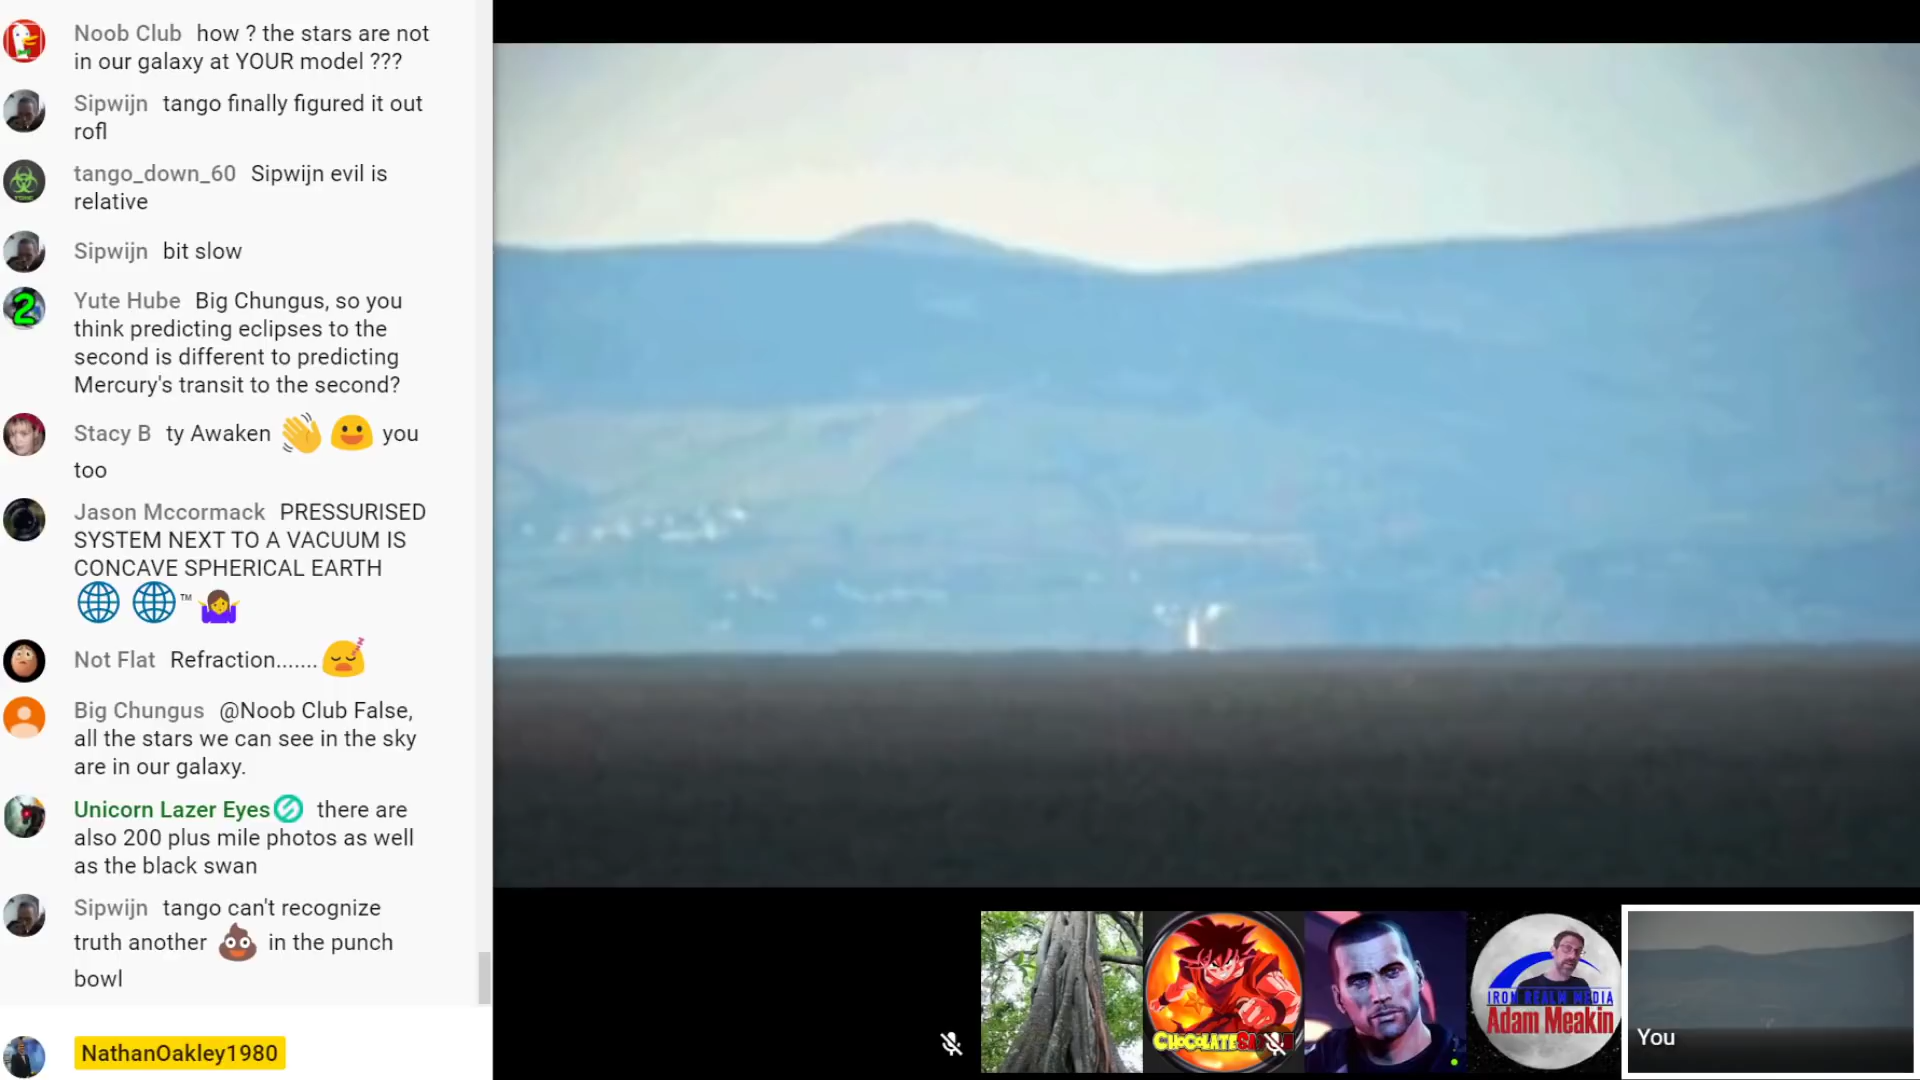 Noob Club how ? the stars are not
in our galaxy at YOUR model ???
Sipwijn tango finally figured it out
rofl
tango_down_60 Sipwijn evil is
relative
Sipwijn bit slow
Yute Hube Big Chungus, so you
think predicting eclipses to the
second is different to predicting
Mercury's transit to the second?
Stacy B ty Awaken 👋 😃 you
too
Jason Mccormack PRESSURISED
SYSTEM NEXT TO A VACUUM IS
CONCAVE SPHERICAL EARTH
🌐 🌐™🤷‍♀️
Not Flat Refraction.......😴
Big Chungus @Noob Club False,
all the stars we can see in the sky
are in our galaxy.
Unicorn Lazer Eyes there are
also 200 plus mile photos as well
as the black swan
Sipwijn tango can't recognize
truth another 💩 in the punch
bowl
NathanOakley1980
2
IRON REALM MEDIA
Adam Meakin
You